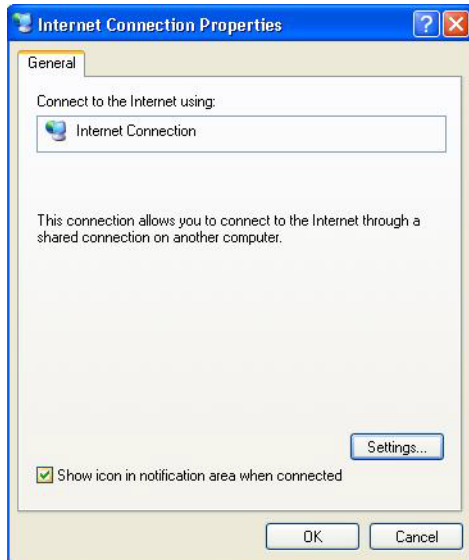 Internet Connection Properties
General
Connect to the Internet using:
Internet Connection
This connection allows you to connect to the Internet through a
shared connection on another computer.
Settings...
Show icon in notification area when connected
OK
Cancel